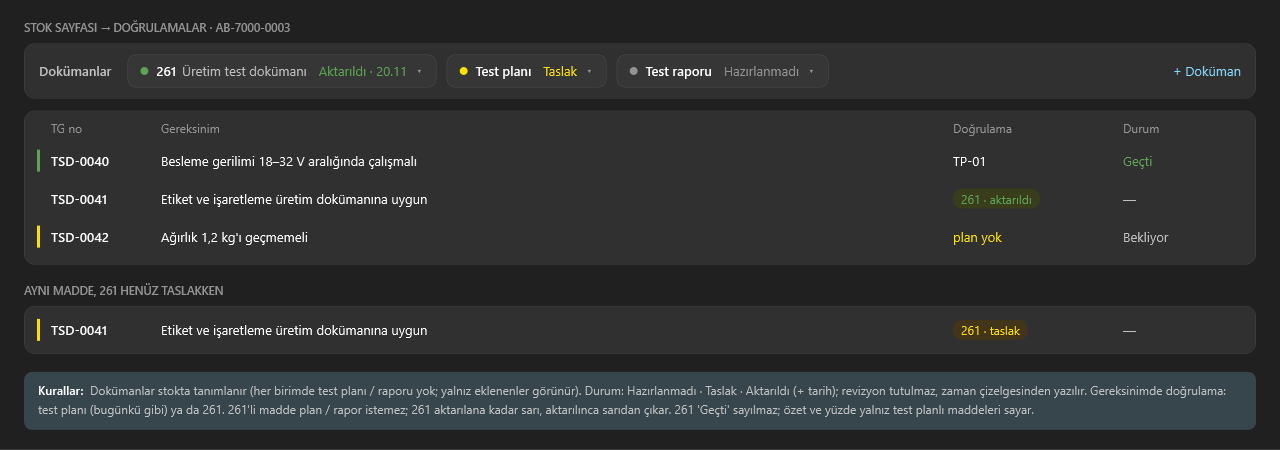 STOK SAYFASI → DOĞRULAMALAR · AB-7000-0003
Dokümanlar 261 Üretim test dokümanı Aktarıldı · 20.11 Test planı Taslak Test raporu Hazırlanmadı + Doküman
TG no Gereksinim Doğrulama Durum
TSD-0040 Besleme gerilimi 18–32 V aralığında çalışmalı TP-01 Geçti
TSD-0041 Etiket ve işaretleme üretim dokümanına uygun 261 · aktarıldı —
TSD-0042 Ağırlık 1,2 kg'ı geçmemeli plan yok Bekliyor
AYNI MADDE, 261 HENÜZ TASLAKKEN
TSD-0041 Etiket ve işaretleme üretim dokümanına uygun 261 · taslak —
Kurallar: Dokümanlar stokta tanımlanır (her birimde test planı / raporu yok; yalnız eklenenler görünür). Durum: Hazırlanmadı · Taslak · Aktarıldı (+ tarih); revizyon tutulmaz, zaman çizelgesinden yazılır. Gereksinimde doğrulama:
test planı (bugünkü gibi) ya da 261. 261'li madde plan / rapor istemez; 261 aktarılana kadar sarı, aktarılınca sarıdan çıkar. 261 'Geçti' sayılmaz; özet ve yüzde yalnız test planlı maddeleri sayar.